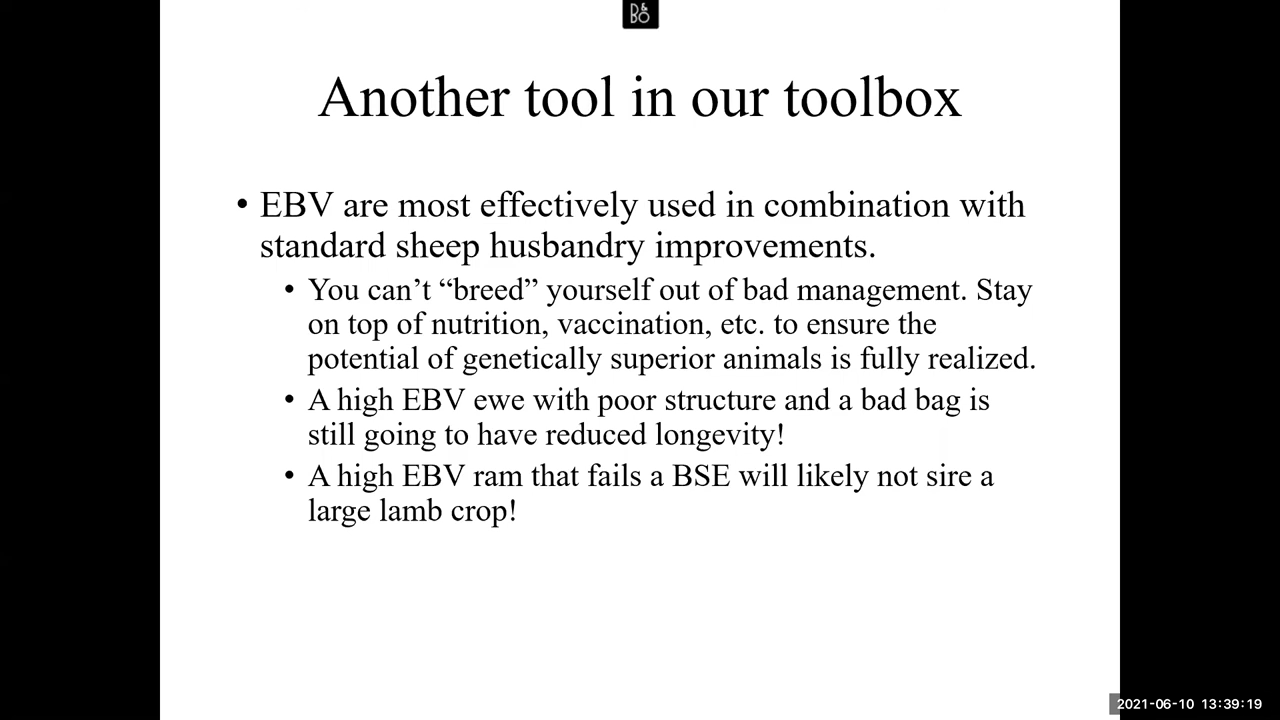 B&O
Another tool in our toolbox
• EBV are most effectively used in combination with
standard sheep husbandry improvements.
• You can’t “breed” yourself out of bad management. Stay
on top of nutrition, vaccination, etc. to ensure the
potential of genetically superior animals is fully realized.
• A high EBV ewe with poor structure and a bad bag is
still going to have reduced longevity!
• A high EBV ram that fails a BSE will likely not sire a
large lamb crop!
2021-06-10 13:39:19